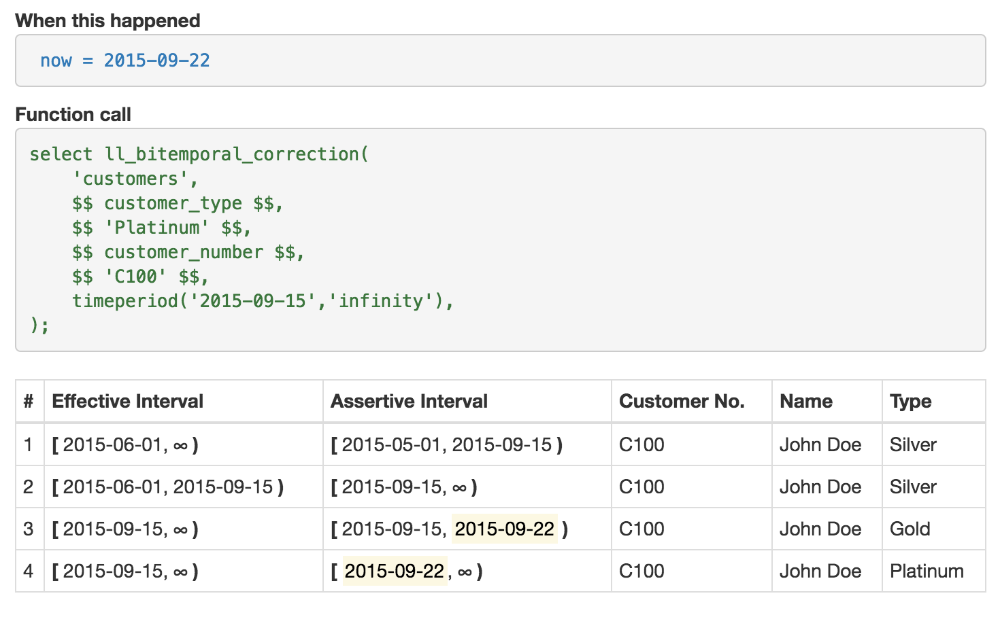 When this happened
now = 2015-09-22
Function call
select ll_bitemporal_correction(
    'customers',
    $$ customer_type $$,
    $$ 'Platinum' $$,
    $$ customer_number $$,
    $$ 'C100' $$,
    timeperiod('2015-09-15','infinity'),
);
# Effective Interval Assertive Interval Customer No. Name Type
1 [ 2015-06-01, ∞ ) [ 2015-05-01, 2015-09-15 ) C100 John Doe Silver
2 [ 2015-06-01, 2015-09-15 ) [ 2015-09-15, ∞ ) C100 John Doe Silver
3 [ 2015-09-15, ∞ ) [ 2015-09-15, 2015-09-22 ) C100 John Doe Gold
4 [ 2015-09-15, ∞ ) [ 2015-09-22 , ∞ ) C100 John Doe Platinum